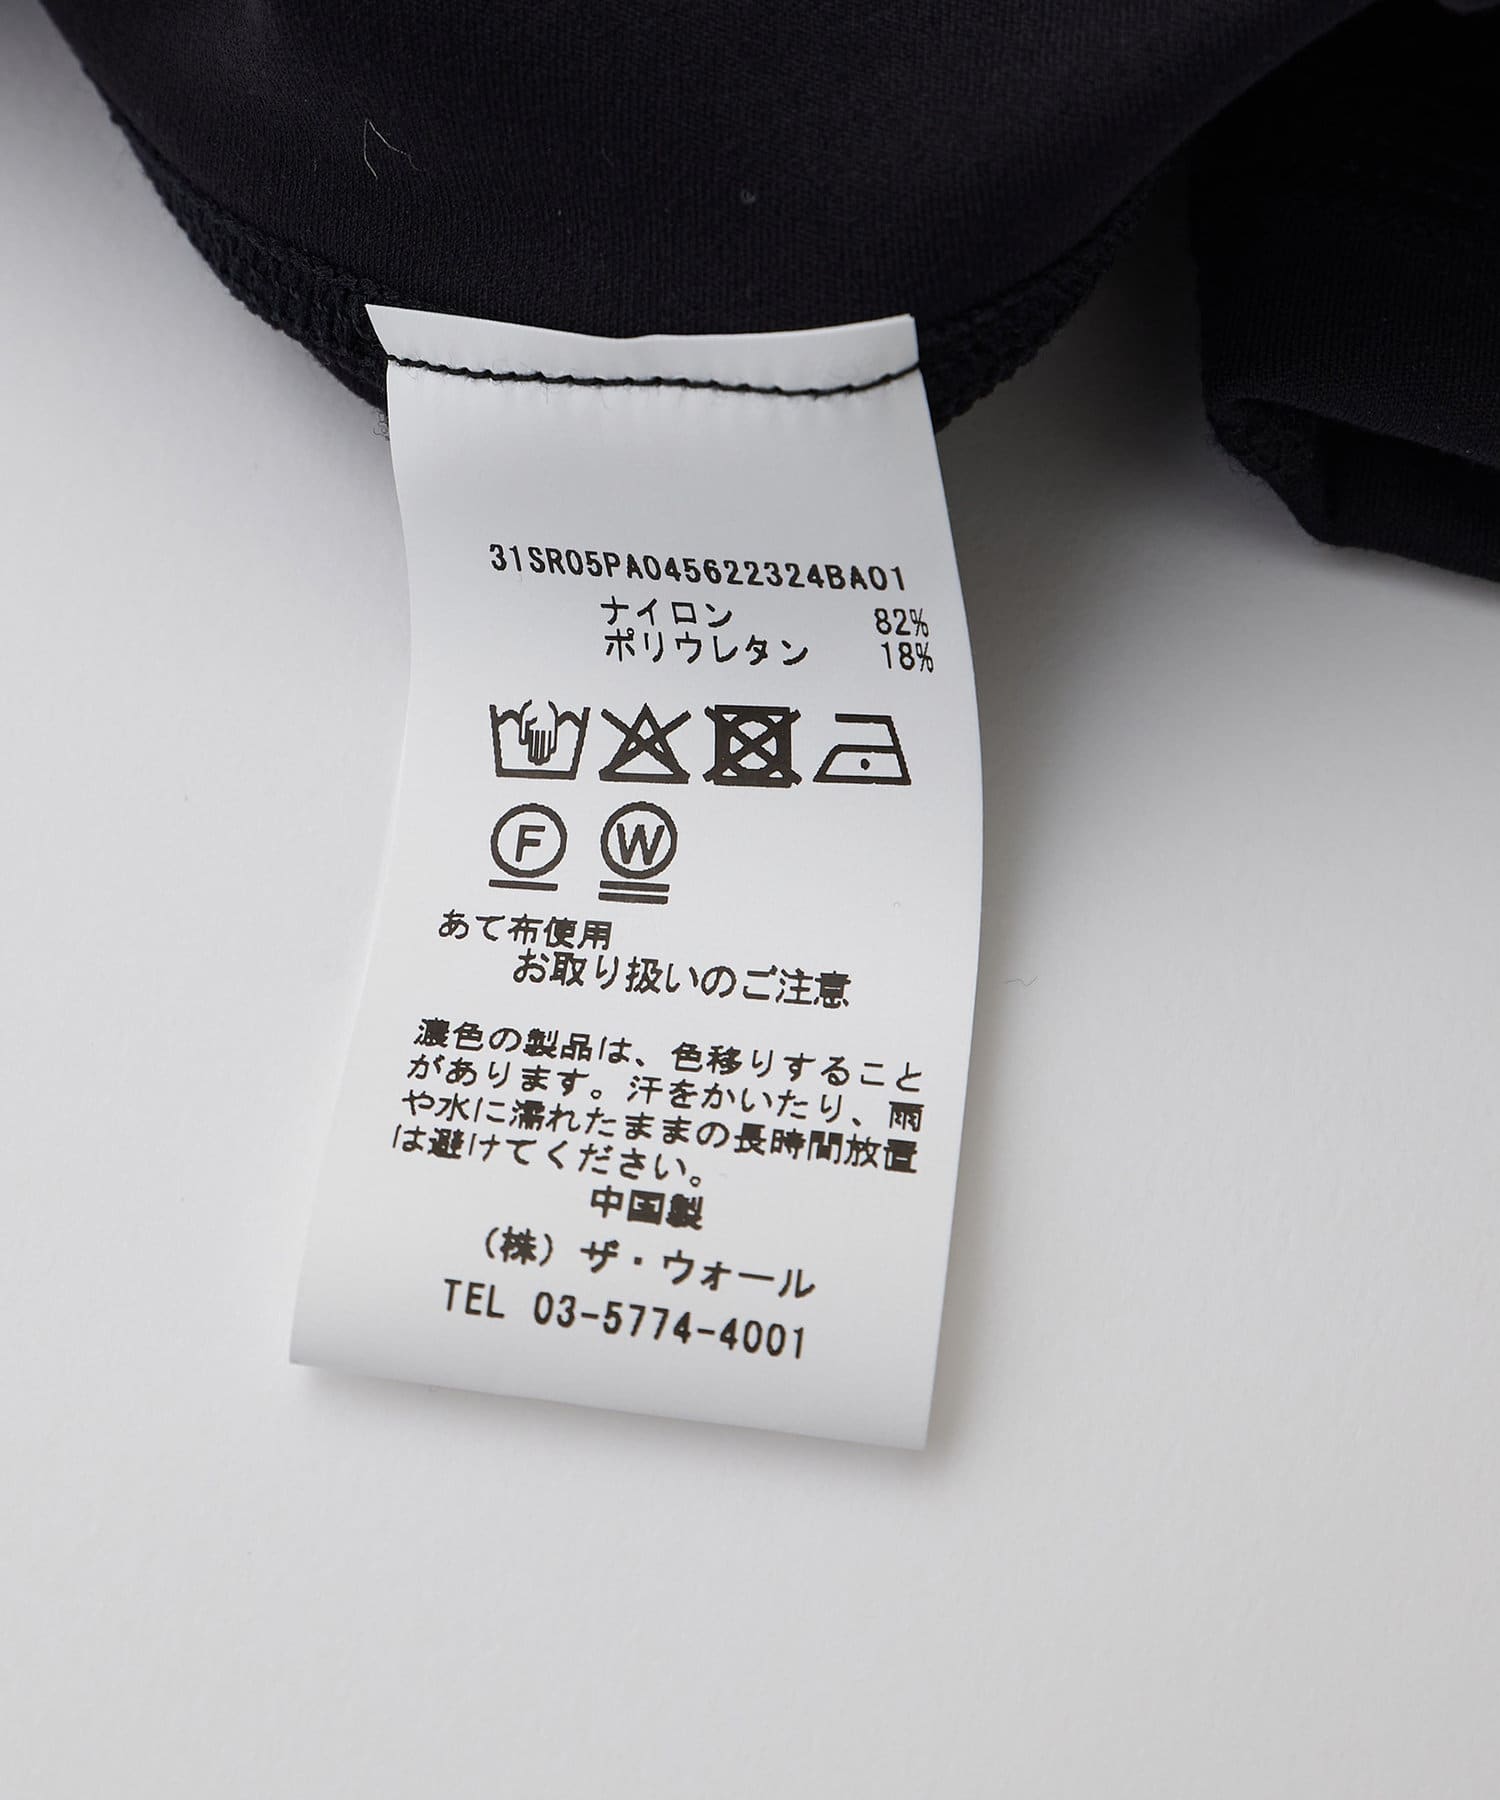 31SR05PA045622324BA01
ナイロン 82%
ポリウレタン 18%
F W
あて布使用
お取り扱いのご注意
濃色の製品は、色移りすること
があります。汗をかいたり、雨
や水に濡れたままの長時間放置
は避けてください。
中国製
（株）ザ・ウォール
TEL 03-5774-4001